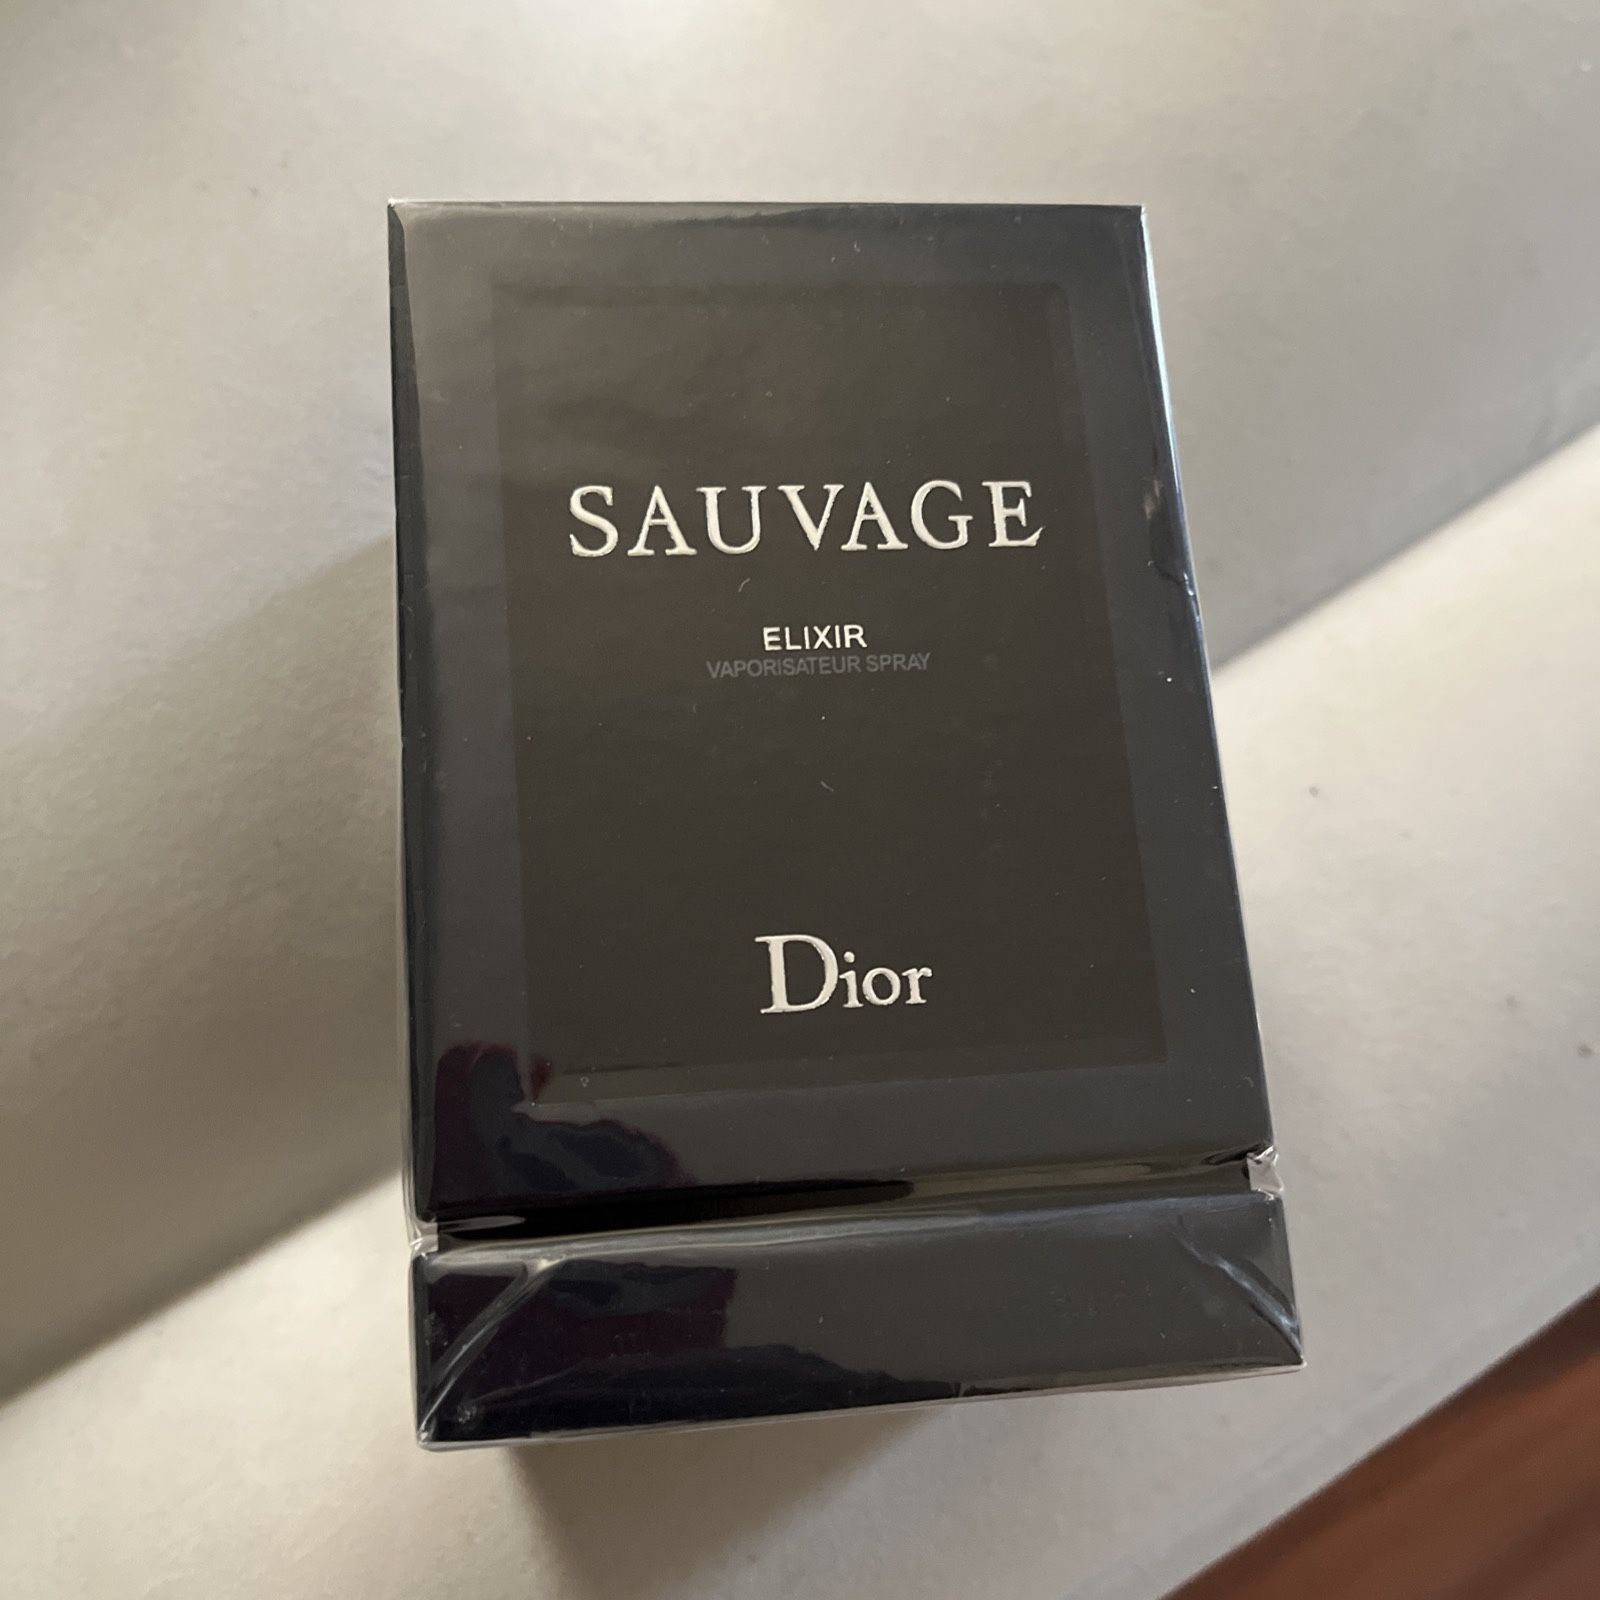 SAUVAGE
ELIXIR
VAPORISATEUR SPRAY
Dior